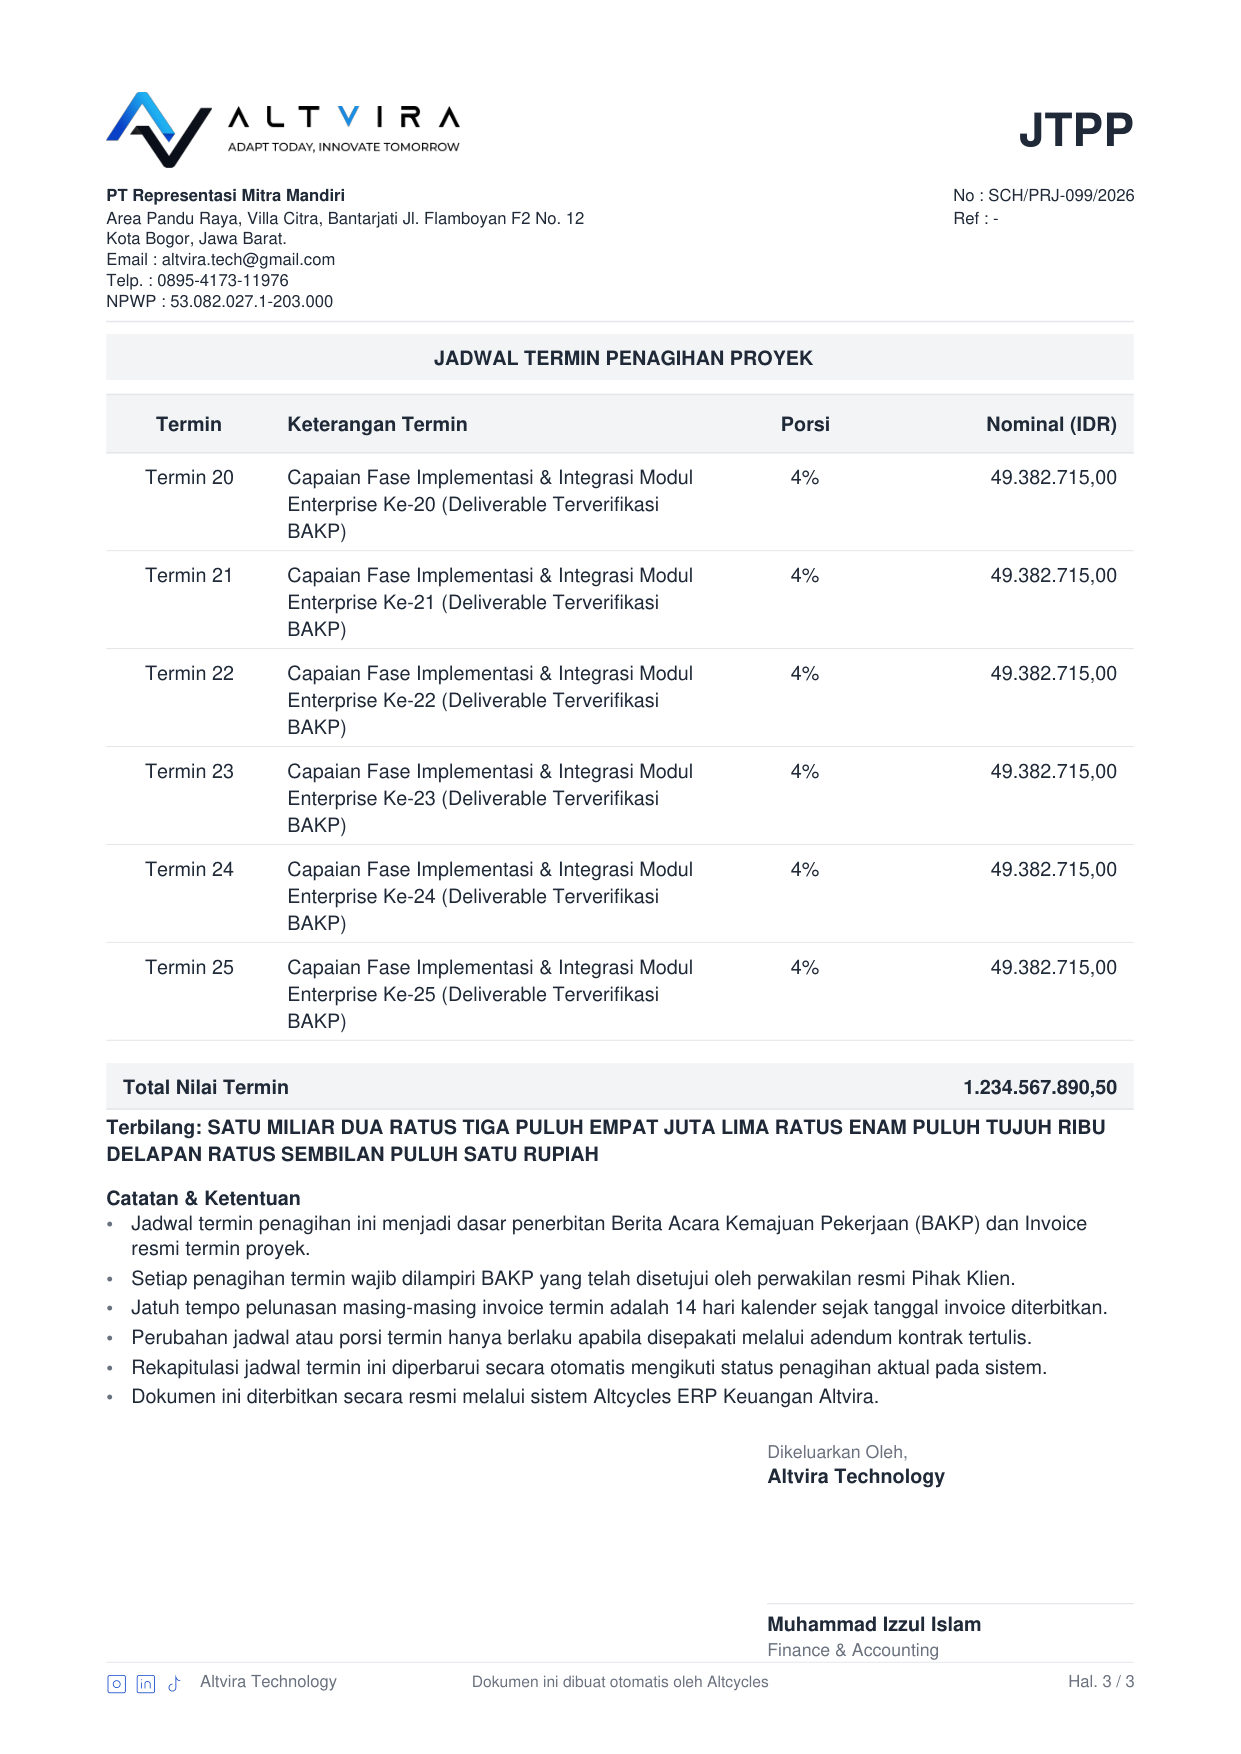 ALTVIRA
ADAPT TODAY, INNOVATE TOMORROW
JTPP
PT Representasi Mitra Mandiri
Area Pandu Raya, Villa Citra, Bantarjati Jl. Flamboyan F2 No. 12
Kota Bogor, Jawa Barat.
Email : altvira.tech@gmail.com
Telp. : 0895-4173-11976
NPWP : 53.082.027.1-203.000
No : SCH/PRJ-099/2026
Ref : -
JADWAL TERMIN PENAGIHAN PROYEK
Termin Keterangan Termin Porsi Nominal (IDR)
Termin 20 Capaian Fase Implementasi & Integrasi Modul 4% 49.382.715,00
Enterprise Ke-20 (Deliverable Terverifikasi
BAKP)
Termin 21 Capaian Fase Implementasi & Integrasi Modul 4% 49.382.715,00
Enterprise Ke-21 (Deliverable Terverifikasi
BAKP)
Termin 22 Capaian Fase Implementasi & Integrasi Modul 4% 49.382.715,00
Enterprise Ke-22 (Deliverable Terverifikasi
BAKP)
Termin 23 Capaian Fase Implementasi & Integrasi Modul 4% 49.382.715,00
Enterprise Ke-23 (Deliverable Terverifikasi
BAKP)
Termin 24 Capaian Fase Implementasi & Integrasi Modul 4% 49.382.715,00
Enterprise Ke-24 (Deliverable Terverifikasi
BAKP)
Termin 25 Capaian Fase Implementasi & Integrasi Modul 4% 49.382.715,00
Enterprise Ke-25 (Deliverable Terverifikasi
BAKP)
Total Nilai Termin 1.234.567.890,50
Terbilang: SATU MILIAR DUA RATUS TIGA PULUH EMPAT JUTA LIMA RATUS ENAM PULUH TUJUH RIBU
DELAPAN RATUS SEMBILAN PULUH SATU RUPIAH
Catatan & Ketentuan
• Jadwal termin penagihan ini menjadi dasar penerbitan Berita Acara Kemajuan Pekerjaan (BAKP) dan Invoice
resmi termin proyek.
• Setiap penagihan termin wajib dilampiri BAKP yang telah disetujui oleh perwakilan resmi Pihak Klien.
• Jatuh tempo pelunasan masing-masing invoice termin adalah 14 hari kalender sejak tanggal invoice diterbitkan.
• Perubahan jadwal atau porsi termin hanya berlaku apabila disepakati melalui adendum kontrak tertulis.
• Rekapitulasi jadwal termin ini diperbarui secara otomatis mengikuti status penagihan aktual pada sistem.
• Dokumen ini diterbitkan secara resmi melalui sistem Altcycles ERP Keuangan Altvira.
Dikeluarkan Oleh,
Altvira Technology
Muhammad Izzul Islam
Finance & Accounting
in Altvira Technology Dokumen ini dibuat otomatis oleh Altcycles Hal. 3 / 3